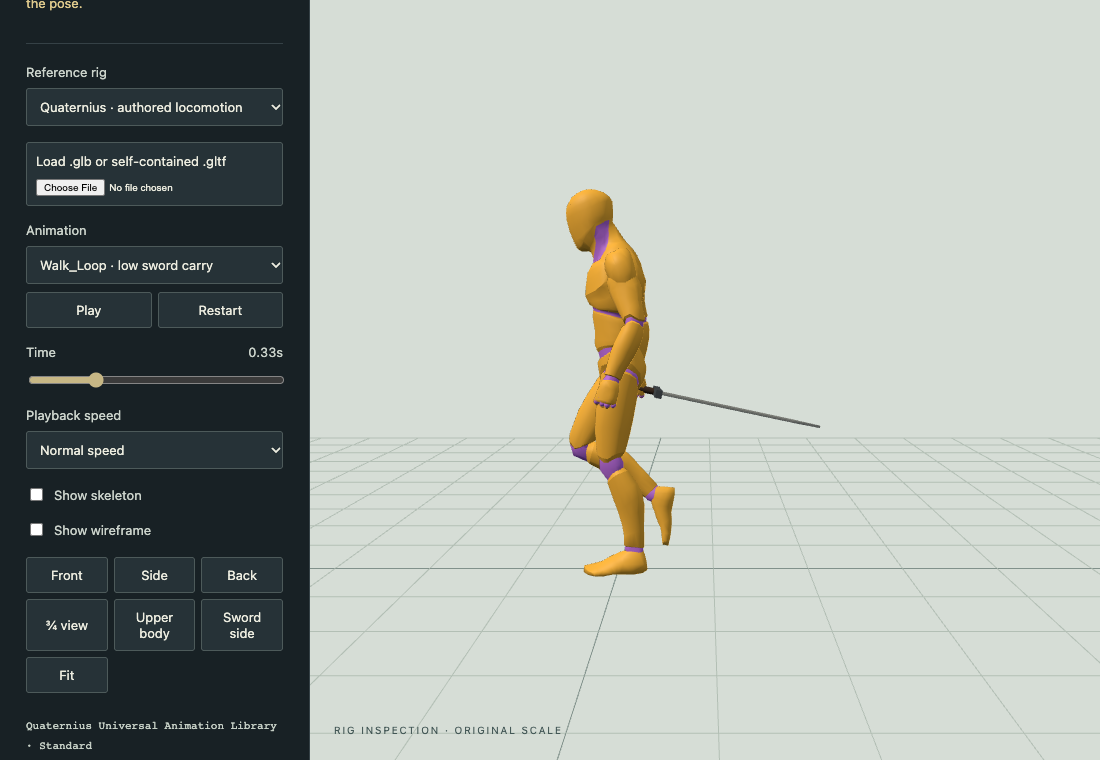 the pose.
Reference rig
Quaternius · authored locomotion
Load .glb or self-contained .gltf
Choose File No file chosen
Animation
Walk_Loop · low sword carry
Play Restart
Time 0.33s
Playback speed
Normal speed
Show skeleton
Show wireframe
Front Side Back
¾ view Upper body Sword side
Fit
Quaternius Universal Animation Library
· Standard
RIG INSPECTION · ORIGINAL SCALE